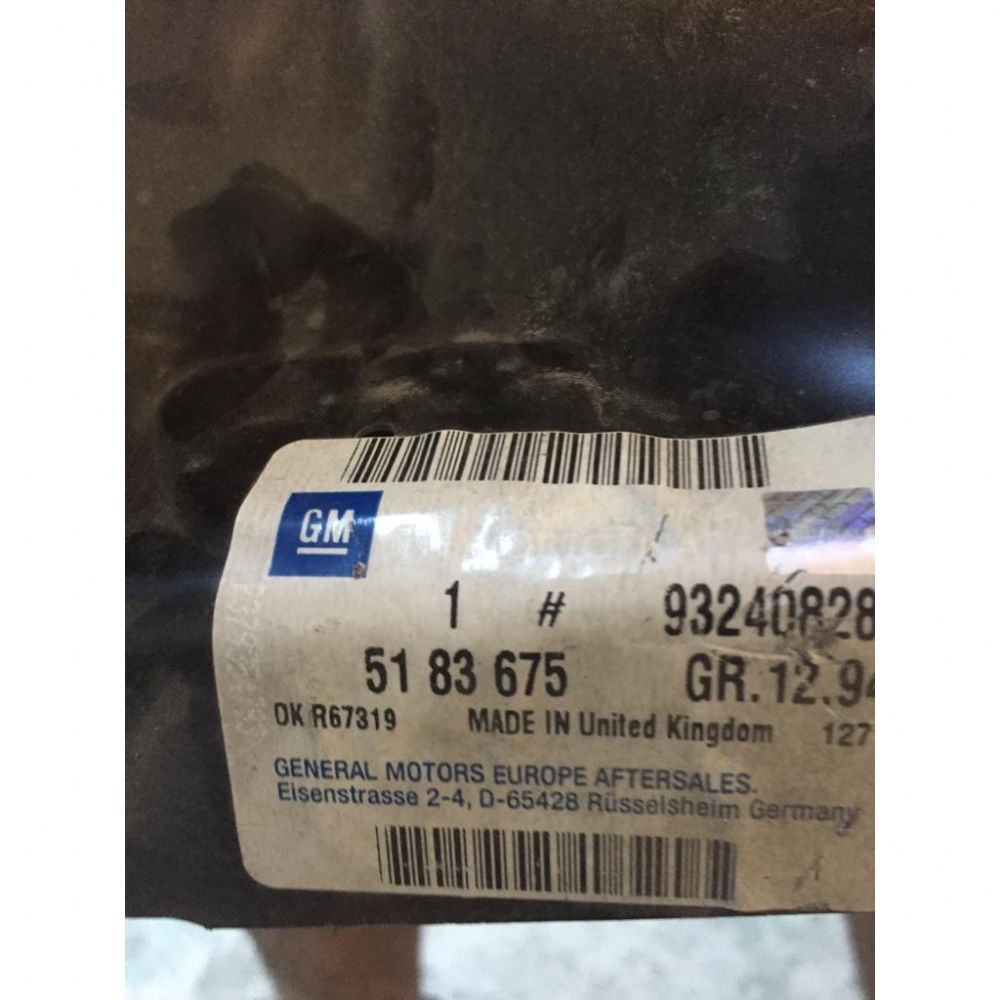 GM
1 # 93240828
51 83 675 GR.12.94
OK R67319 MADE IN United Kingdom 127
GENERAL MOTORS EUROPE AFTERSALES.
Eisenstrasse 2-4, D-65428 Rüsselsheim Germany